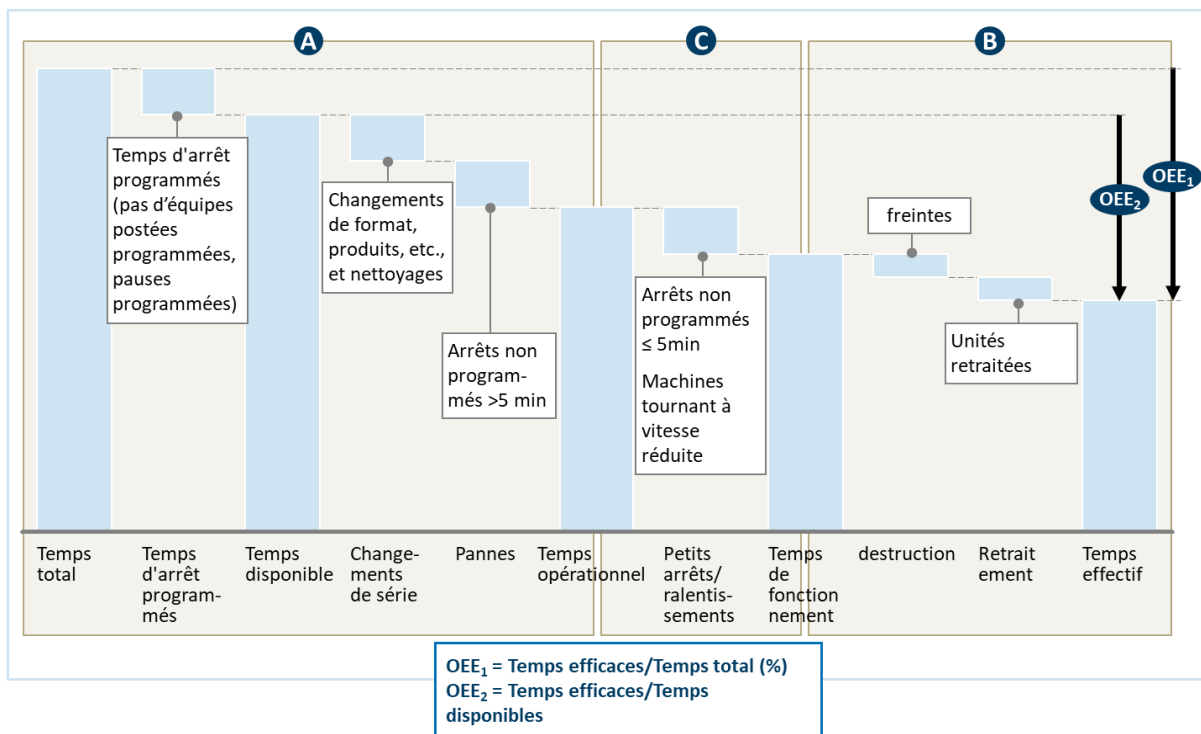 A
C
B
Temps d'arrêt
programmés
(pas d'équipes
postées
programmées,
pauses
programmées)
Changements
de format,
produits, etc.,
et nettoyages
Arrêts non
program-
més >5 min
Arrêts non
programmés
≤ 5min
Machines
tournant à
vitesse
réduite
freintes
Unités
retraitées
OEE₂
OEE₁
Temps
total
Temps
d'arrêt
program-
més
Temps
disponible
Change-
ments
de série
Pannes
Temps
opérationnel
Petits
arrêts/
ralentis-
sements
Temps
de
fonction
nement
destruction
Retrait
ement
Temps
effectif
OEE₁ = Temps efficaces/Temps total (%)
OEE₂ = Temps efficaces/Temps
disponibles